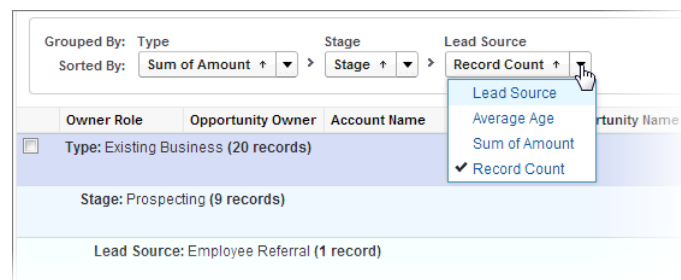 Grouped By: Type Stage Lead Source
Sorted By: Sum of Amount ↑ > Stage ↑ > Record Count ↑
Lead Source
Average Age
Sum of Amount
✔ Record Count
Owner Role Opportunity Owner Account Name rtunity Name
Type: Existing Business (20 records)
Stage: Prospecting (9 records)
Lead Source: Employee Referral (1 record)